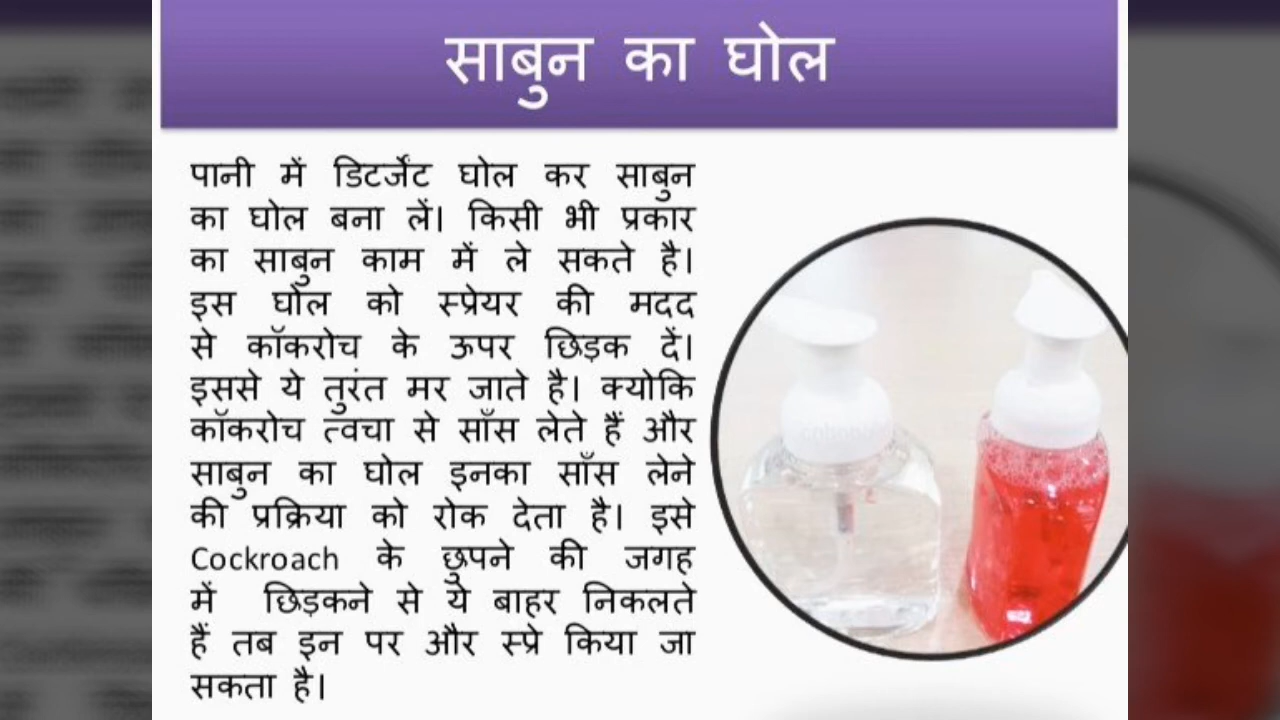 साबुन का घोल
पानी में डिटर्जेंट घोल कर साबुन
का घोल बना लें। किसी भी प्रकार
का साबुन काम में ले सकते है।
इस घोल को स्प्रेयर की मदद
से कॉकरोच के ऊपर छिड़क दें।
इससे ये तुरंत मर जाते है। क्योकि
कॉकरोच त्वचा से साँस लेते हैं और
साबुन का घोल इनका साँस लेने
की प्रक्रिया को रोक देता है। इसे
Cockroach के छुपने की जगह
में छिड़कने से ये बाहर निकलते
हैं तब इन पर और स्प्रे किया जा
सकता है।